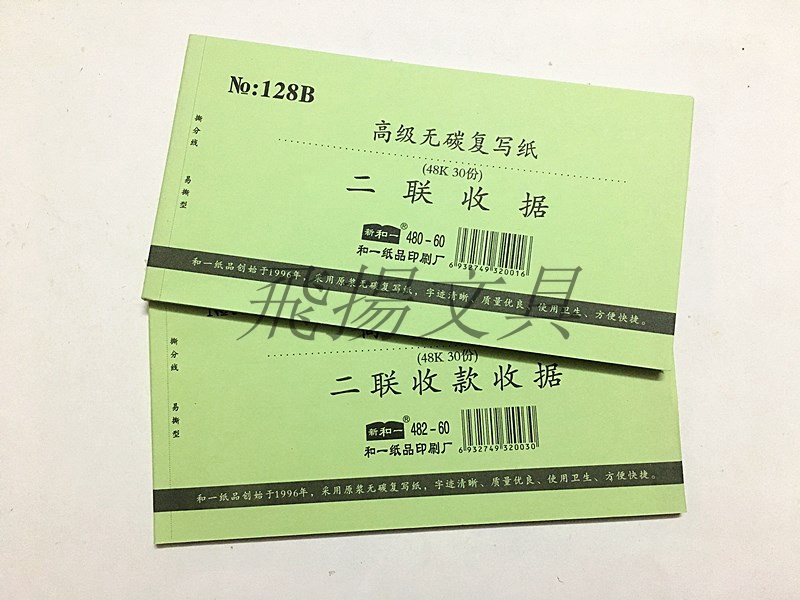 №:128B
撕分线 易撕型
高级无碳复写纸
(48K 30份)
二联收据
新和一® 480-60
和一纸品印刷厂
6 932749 320016
和一纸品创始于1996年，采用原浆无碳复写纸，字迹清晰、质量优良、使用卫生、方便快捷。
飛揚文具
撕分线 易撕型
(48K 30份)
二联收款收据
新和一® 482-60
和一纸品印刷厂
6 932749 320030
和一纸品创始于1996年，采用原浆无碳复写纸，字迹清晰、质量优良、使用卫生、方便快捷。